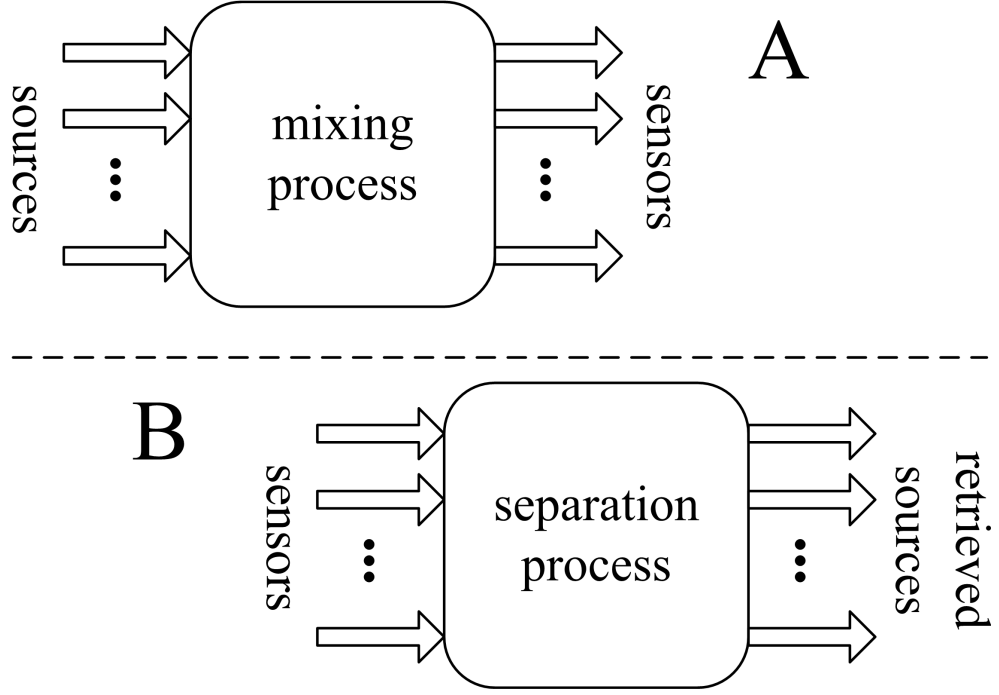 A
sources
mixing
process
sensors
B
sensors
separation
process
retrieved
sources